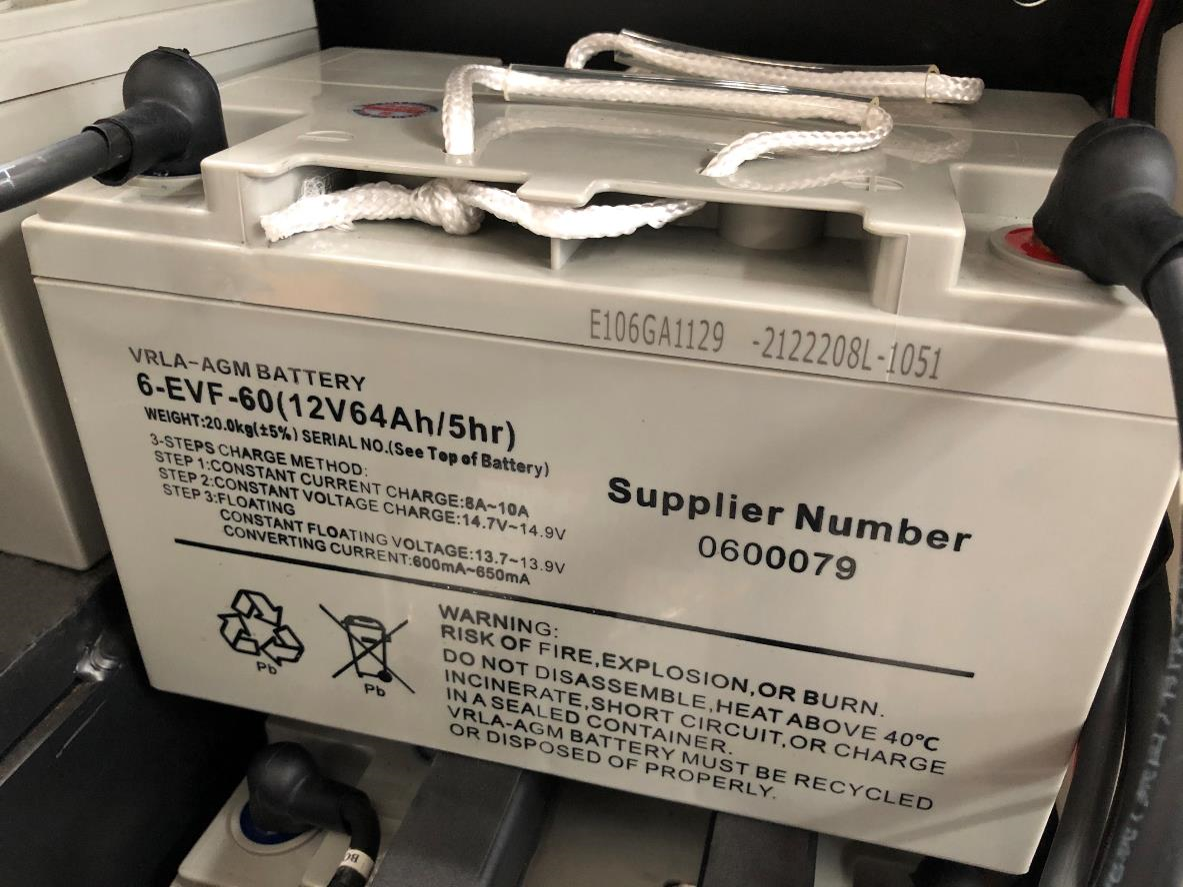 E106GA1129 -2122208L-1051
VRLA-AGM BATTERY
6-EVF-60(12V64Ah/5hr)
WEIGHT:20.0kg(±5%) SERIAL NO.(See Top of Battery)
3-STEPS CHARGE METHOD:
STEP 1:CONSTANT CURRENT CHARGE:8A~10A
STEP 2:CONSTANT VOLTAGE CHARGE:14.7V~14.9V
STEP 3:FLOATING
CONSTANT FLOATING VOLTAGE:13.7~13.9V
CONVERTING CURRENT:600mA~650mA
Supplier Number
0600079
Pb
Pb
WARNING:
RISK OF FIRE,EXPLOSION,OR BURN.
DO NOT DISASSEMBLE,HEAT ABOVE 40℃
INCINERATE,SHORT CIRCUIT,OR CHARGE
IN A SEALED CONTAINER.
VRLA-AGM BATTERY MUST BE RECYCLED
OR DISPOSED OF PROPERLY.